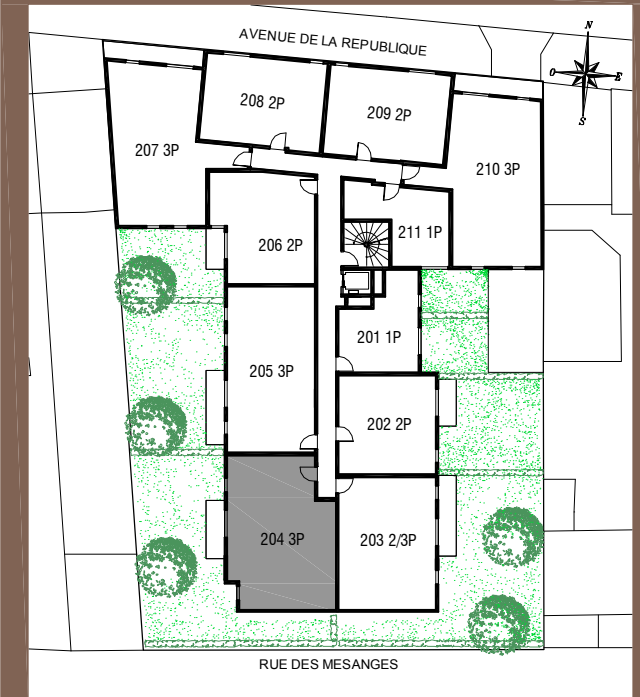 AVENUE DE LA REPUBLIQUE
N
O
E
S
208 2P
209 2P
207 3P
210 3P
206 2P
211 1P
201 1P
205 3P
202 2P
204 3P
203 2/3P
RUE DES MESANGES